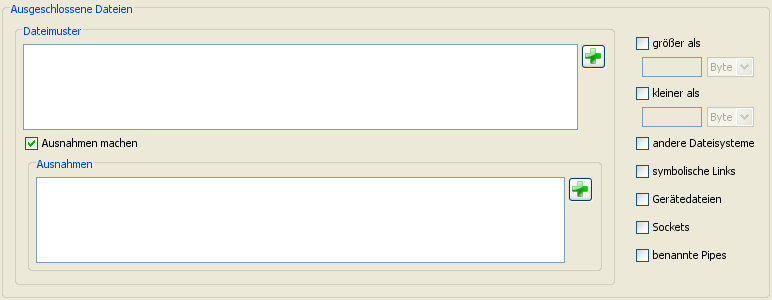 Ausgeschlossene Dateien
Dateimuster
Ausnahmen machen
Ausnahmen
größer als
Byte
kleiner als
Byte
andere Dateisysteme
symbolische Links
Gerätedateien
Sockets
benannte Pipes